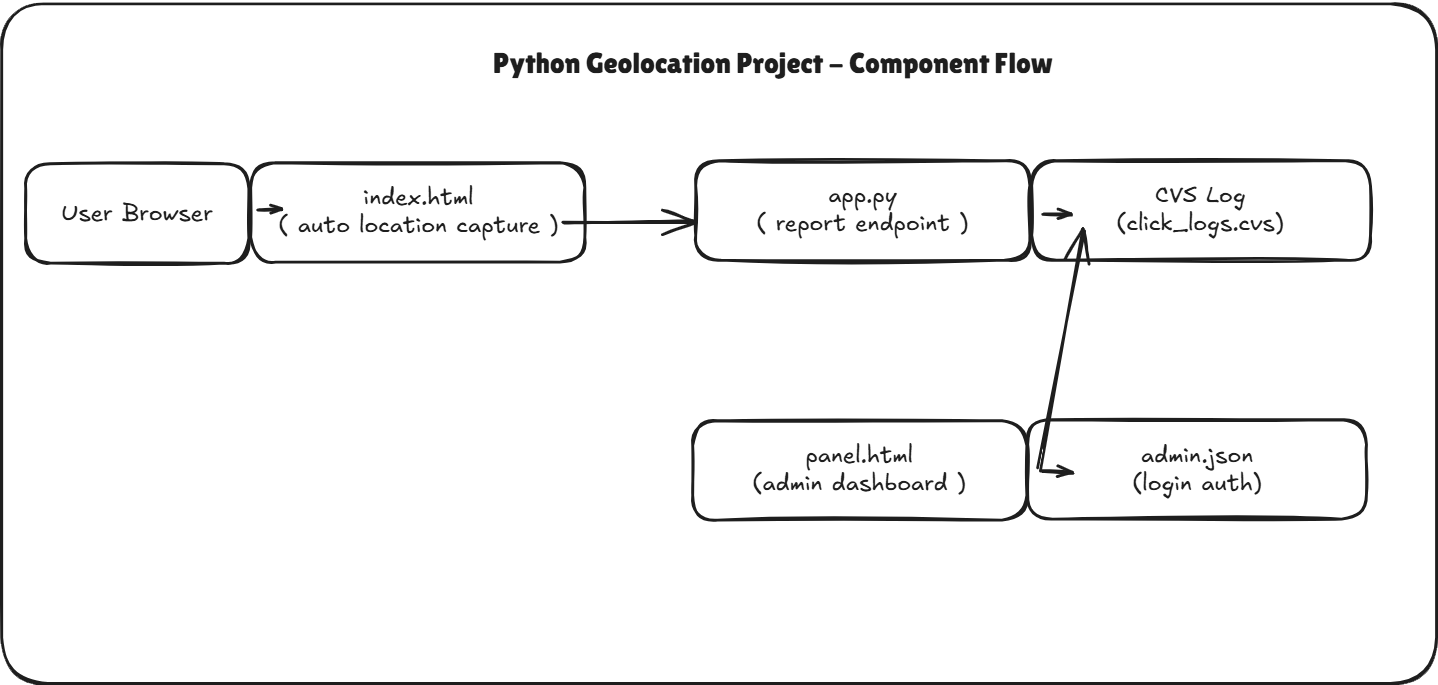 Python Geolocation Project – Component Flow
User Browser
index.html
( auto location capture )
app.py
( report endpoint )
CVS Log
(click_logs.cvs)
panel.html
(admin dashboard )
admin.json
(login auth)